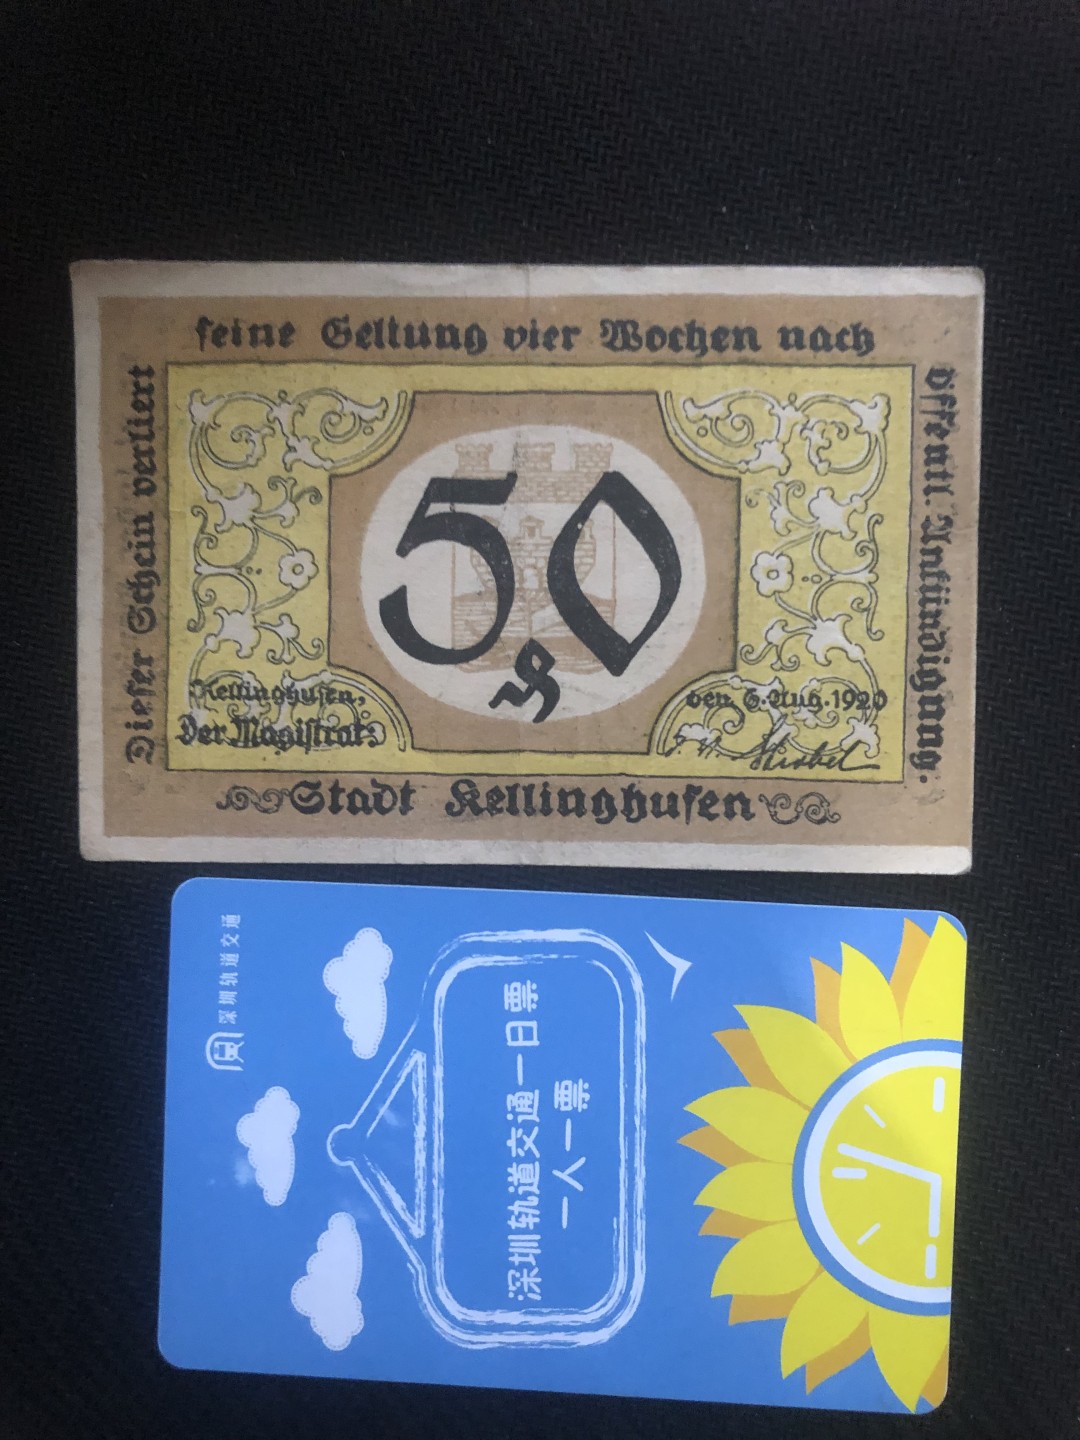 Dieser Schein verliert
seine Geltung vier Wochen nach
öffentl. Ankündigung.
50
₰
Kellinghusen,
den 6. Aug. 1920
Der Magistrat:
Stadt Kellinghusen
深圳轨道交通
深圳轨道交通一日票
一人一票